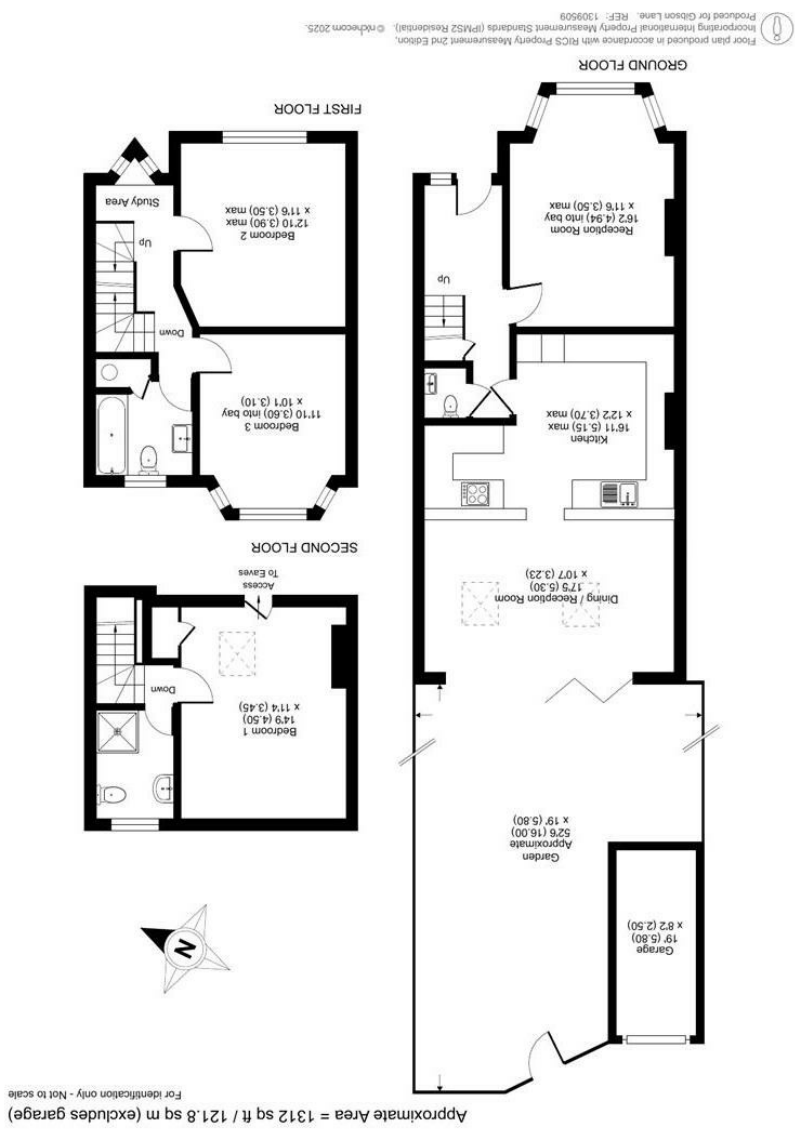 Approximate Area = 1312 sq ft / 121.8 sq m (excludes garage)
For identification only - Not to scale
Garage
19' (5.80)
x 8'2 (2.50)
Garden
Approximate
52'6 (16.00)
x 19' (5.80)
N
Bedroom 1
14'9 (4.50)
x 11'4 (3.45)
Down
Access
To Eaves
SECOND FLOOR
Dining / Reception Room
17'5 (5.30)
x 10'7 (3.23)
Kitchen
16'11 (5.15) max
x 12'2 (3.70) max
Bedroom 3
11'10 (3.60) into bay
x 10'1 (3.10)
Down
Up
Up
Reception Room
16'2 (4.94) into bay
x 11'6 (3.50) max
Bedroom 2
12'10 (3.90) max
x 11'6 (3.50) max
Study Area
FIRST FLOOR
GROUND FLOOR
Floor plan produced in accordance with RICS Property Measurement 2nd Edition,
Incorporating International Property Measurement Standards (IPMS2 Residential). © nichecom 2025.
Produced for Gibson Lane. REF: 1309509